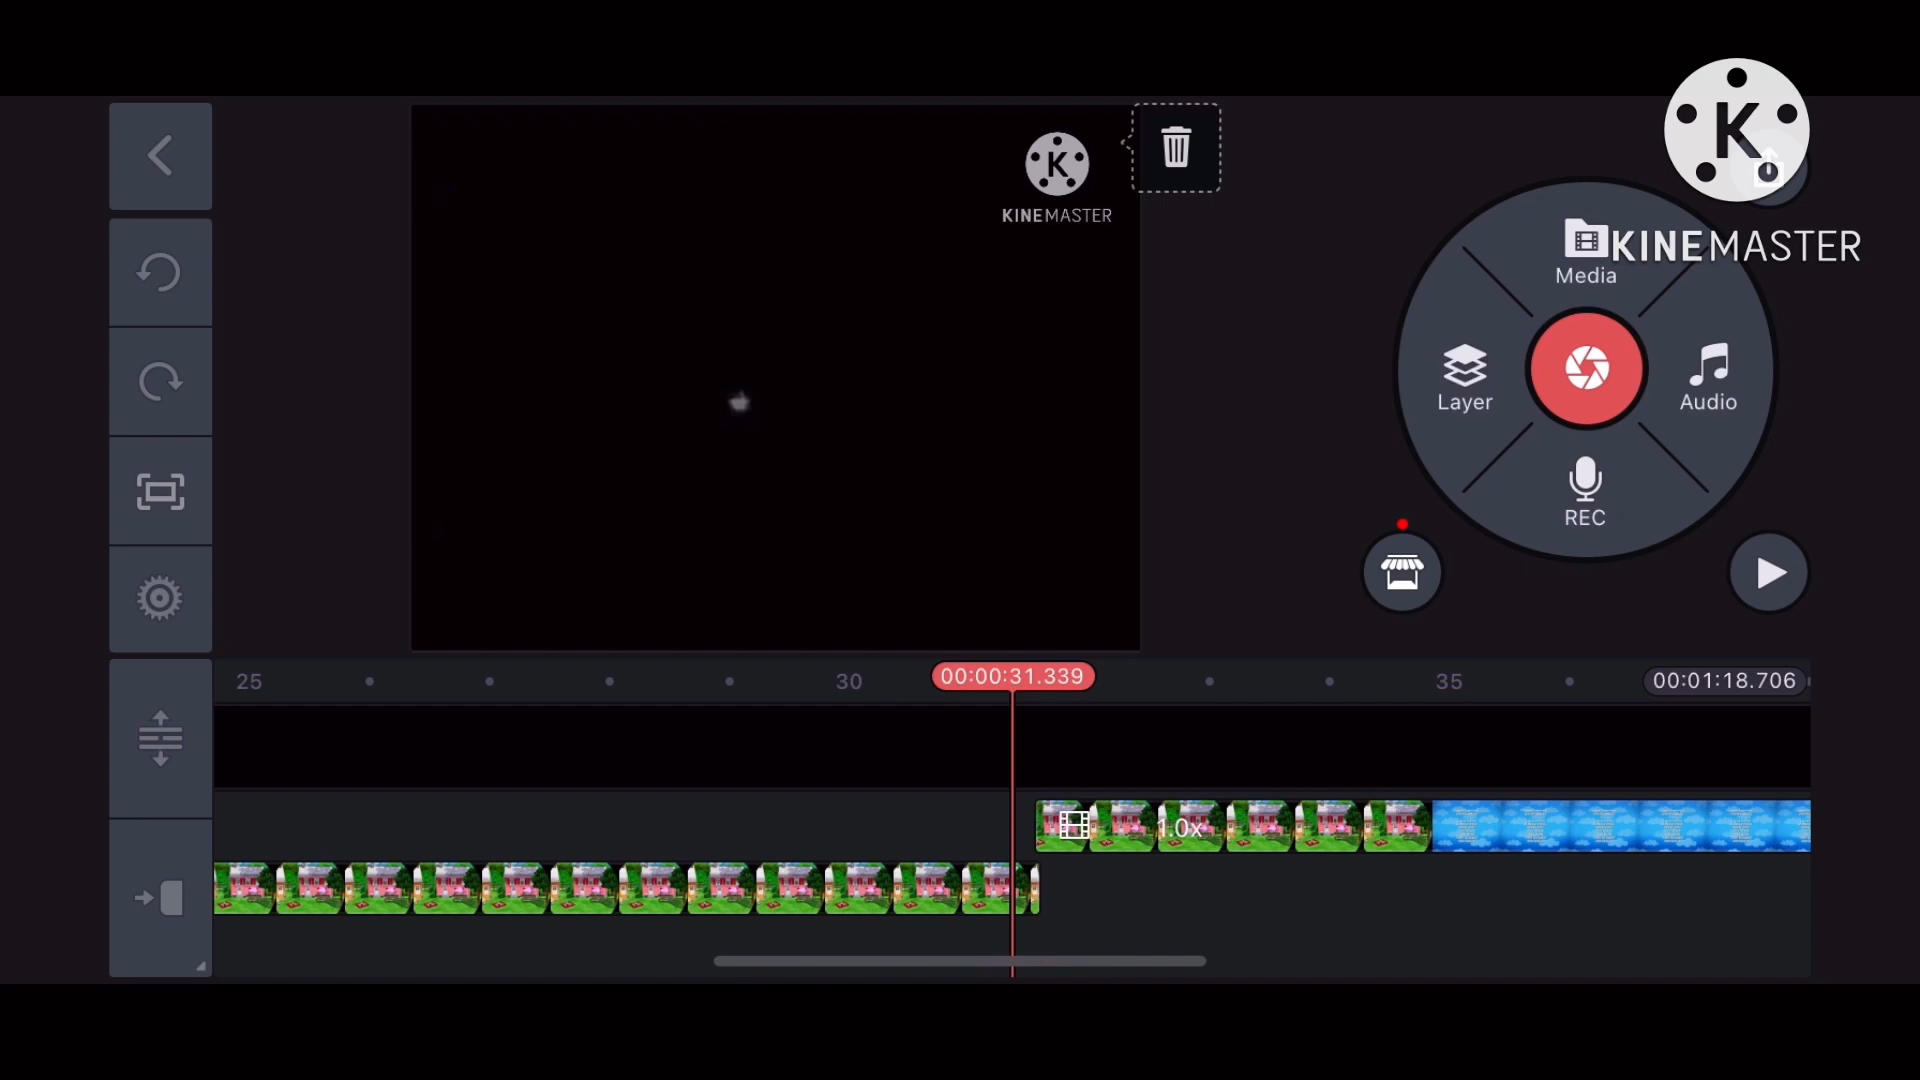 K
KINEMASTER
K
KINEMASTER
Media
Layer
Audio
REC
25
30
00:00:31.339
35
00:01:18.706
1.0x